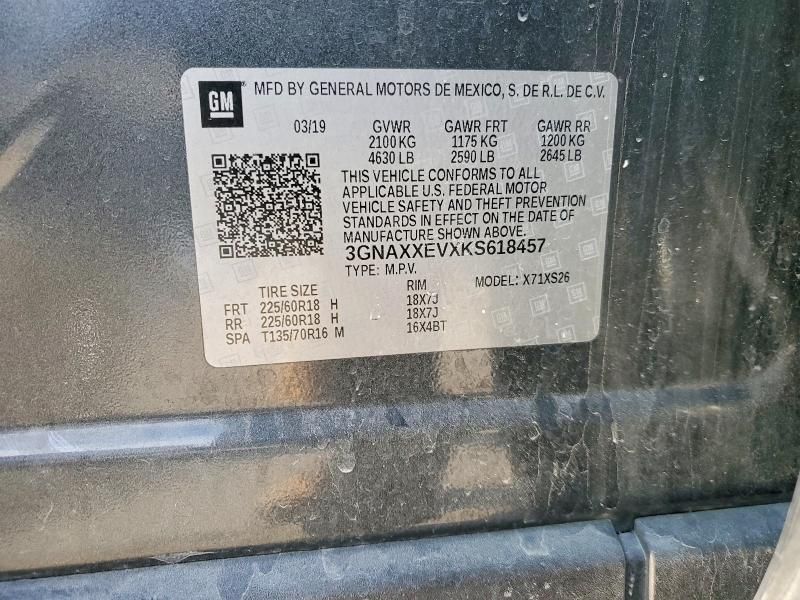 GM ® MFD BY GENERAL MOTORS DE MEXICO, S. DE R.L. DE C.V.
03/19 GVWR GAWR FRT GAWR RR
2100 KG 1175 KG 1200 KG
4630 LB 2590 LB 2645 LB
THIS VEHICLE CONFORMS TO ALL
APPLICABLE U.S. FEDERAL MOTOR
VEHICLE SAFETY AND THEFT PREVENTION
STANDARDS IN EFFECT ON THE DATE OF
MANUFACTURE SHOWN ABOVE.
3GNAXXEVXKS618457
TYPE: M.P.V. MODEL: X71XS26
TIRE SIZE RIM
FRT 225/60R18 H 18X7J
RR 225/60R18 H 18X7J
SPA T135/70R16 M 16X4BT